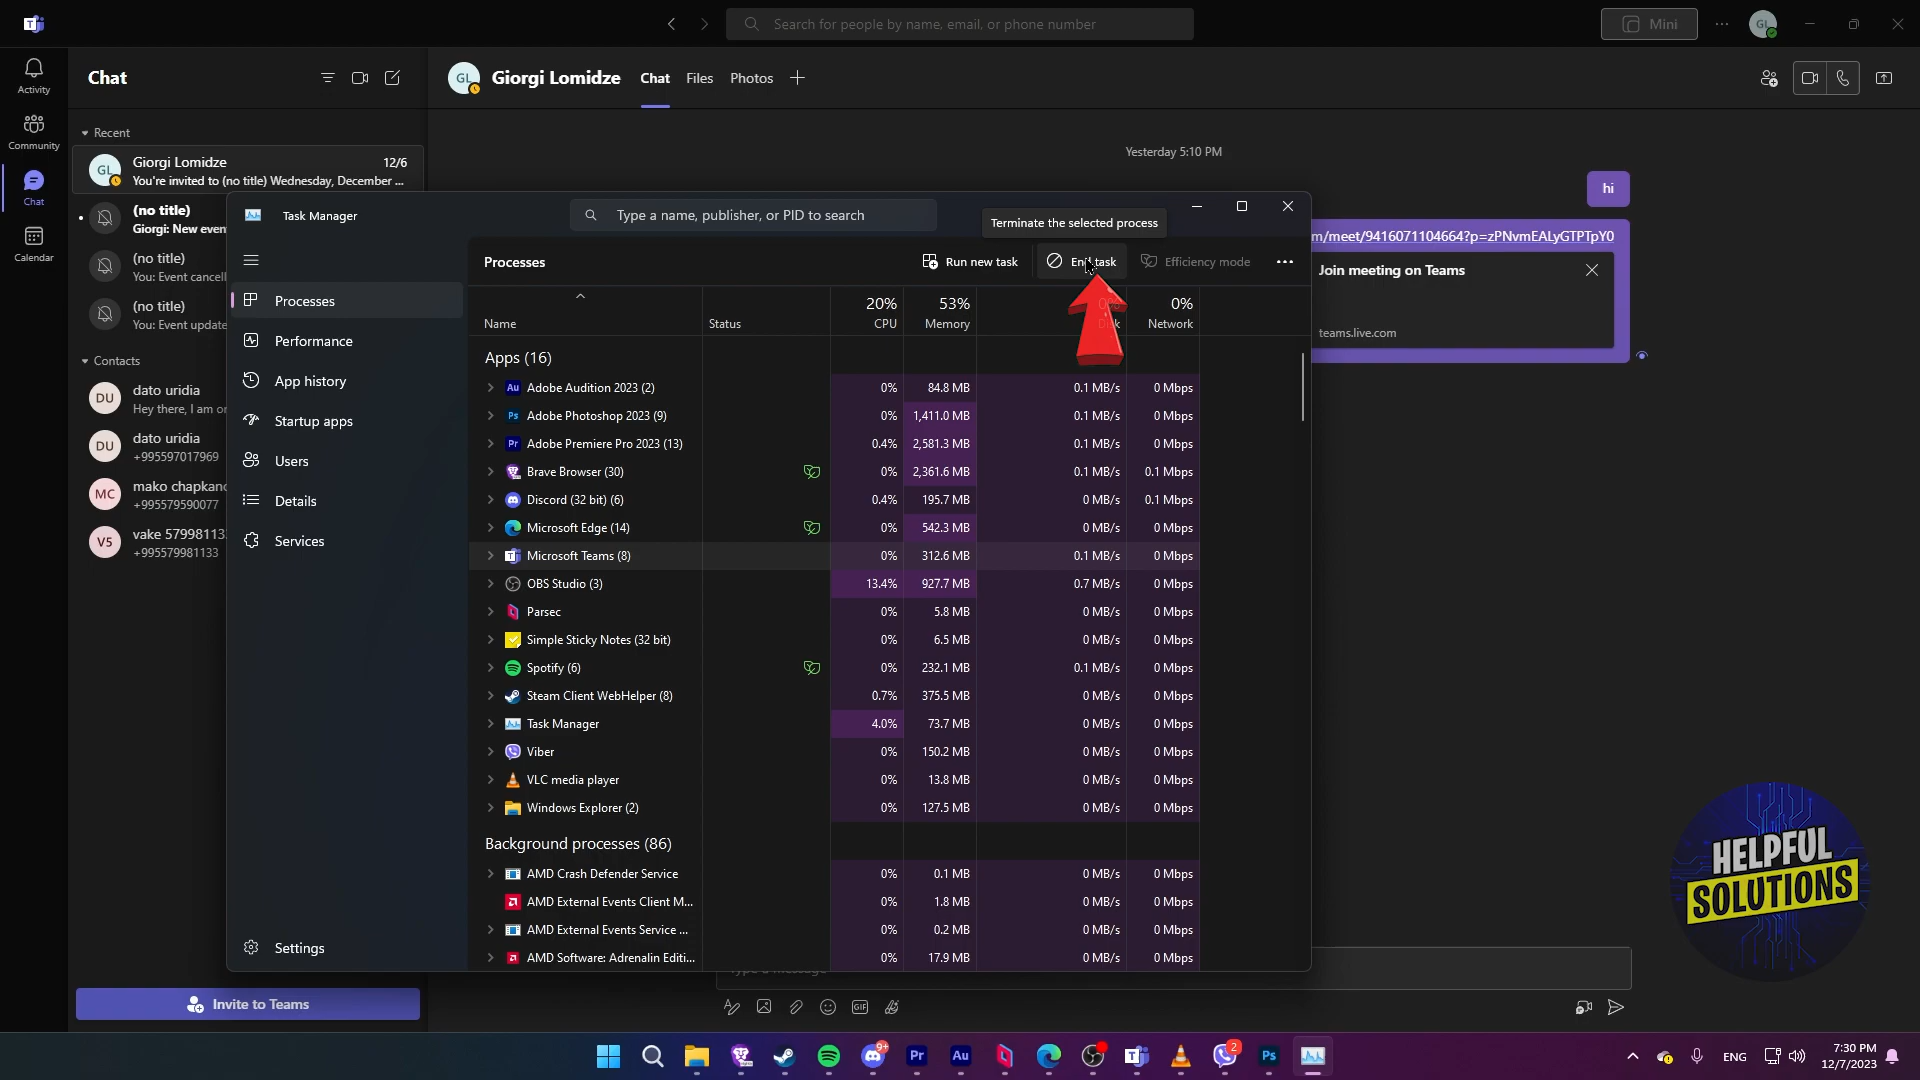 Search for people by name, email, or phone number
Mini
GL
Activity
Community
Chat
Calendar
Chat
Recent
GL
Giorgi Lomidze
12/6
You're invited to (no title) Wednesday, December ...
(no title)
Giorgi: New even
(no title)
You: Event cancell
(no title)
You: Event update
Contacts
DU
dato uridia
Hey there, I am o
DU
dato uridia
+995597017969
MC
mako chapkan
+995579590077
V5
vake 579981133
+995579981133
Invite to Teams
GL
Giorgi Lomidze
Chat
Files
Photos
Yesterday 5:10 PM
hi
m/meet/9416071104664?p=zPNvmEALyGTPTpY0
Join meeting on Teams
teams.live.com
GIF
Task Manager
Type a name, publisher, or PID to search
Terminate the selected process
Processes
Performance
App history
Startup apps
Users
Details
Services
Settings
Processes
Run new task
End task
Efficiency mode
Name
Status
20%
CPU
53%
Memory
0%
Disk
0%
Network
Apps (16)
Au Adobe Audition 2023 (2) 0% 84.8 MB 0.1 MB/s 0 Mbps
Ps Adobe Photoshop 2023 (9) 0% 1,411.0 MB 0.1 MB/s 0 Mbps
Pr Adobe Premiere Pro 2023 (13) 0.4% 2,581.3 MB 0.1 MB/s 0 Mbps
Brave Browser (30) 0% 2,361.6 MB 0.1 MB/s 0.1 Mbps
Discord (32 bit) (6) 0.4% 195.7 MB 0 MB/s 0.1 Mbps
Microsoft Edge (14) 0% 542.3 MB 0 MB/s 0 Mbps
Microsoft Teams (8) 0% 312.6 MB 0.1 MB/s 0 Mbps
OBS Studio (3) 13.4% 927.7 MB 0.7 MB/s 0 Mbps
Parsec 0% 5.8 MB 0 MB/s 0 Mbps
Simple Sticky Notes (32 bit) 0% 6.5 MB 0 MB/s 0 Mbps
Spotify (6) 0% 232.1 MB 0.1 MB/s 0 Mbps
Steam Client WebHelper (8) 0.7% 375.5 MB 0 MB/s 0 Mbps
Task Manager 4.0% 73.7 MB 0 MB/s 0 Mbps
Viber 0% 150.2 MB 0 MB/s 0 Mbps
VLC media player 0% 13.8 MB 0 MB/s 0 Mbps
Windows Explorer (2) 0% 127.5 MB 0 MB/s 0 Mbps
Background processes (86)
AMD Crash Defender Service 0% 0.1 MB 0 MB/s 0 Mbps
AMD External Events Client M... 0% 1.8 MB 0 MB/s 0 Mbps
AMD External Events Service ... 0% 0.2 MB 0 MB/s 0 Mbps
AMD Software: Adrenalin Editi... 0% 17.9 MB 0 MB/s 0 Mbps
HELPFUL
SOLUTIONS
9+
Pr
Au
2
Ps
ENG
7:30 PM
12/7/2023